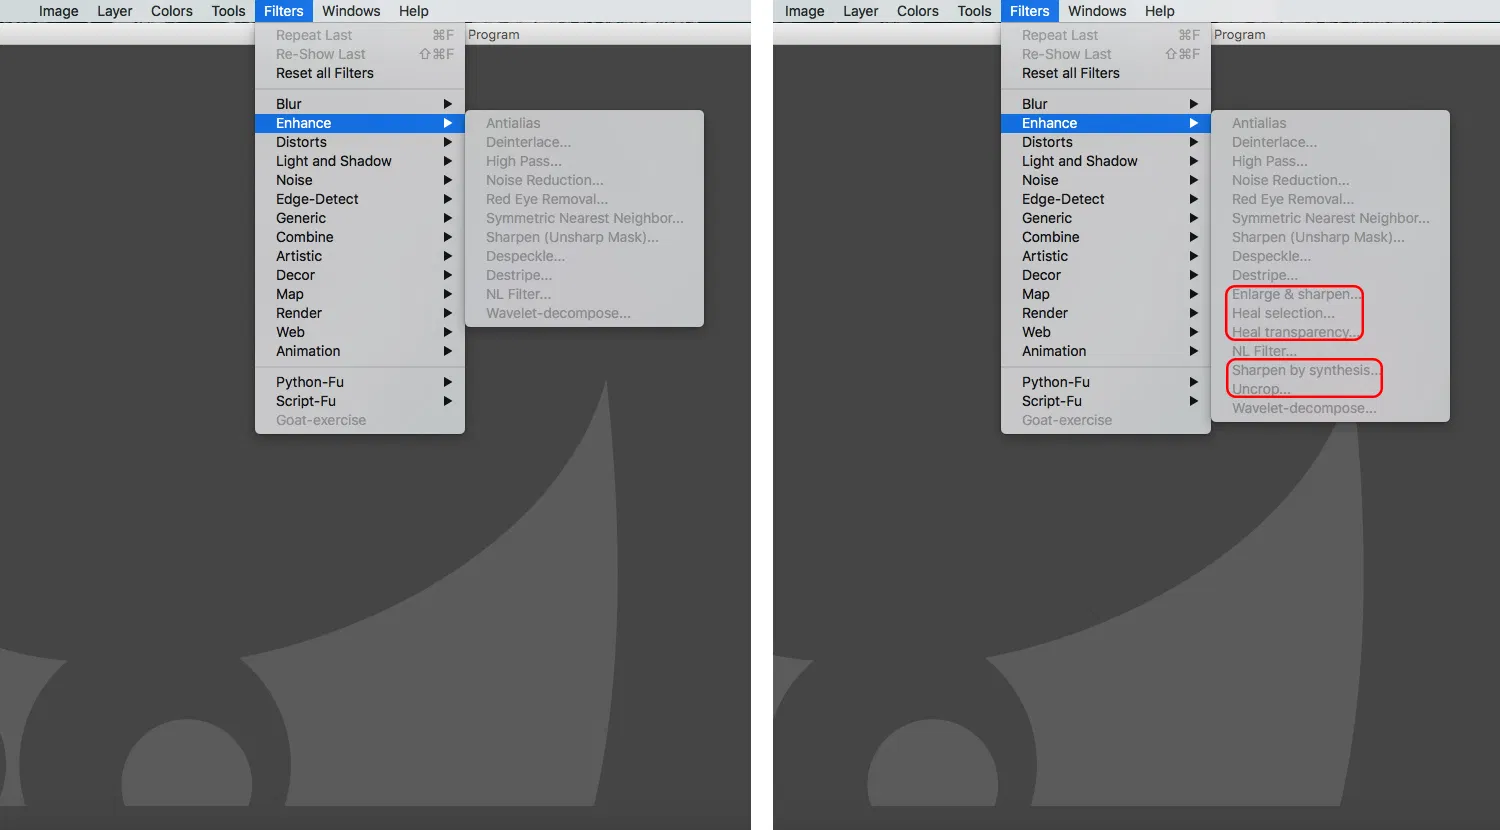 Image Layer Colors Tools Filters Windows Help
Program
Repeat Last ⌘F
Re-Show Last ⇧⌘F
Reset all Filters
Blur
Enhance
Distorts
Light and Shadow
Noise
Edge-Detect
Generic
Combine
Artistic
Decor
Map
Render
Web
Animation
Python-Fu
Script-Fu
Goat-exercise
Antialias
Deinterlace...
High Pass...
Noise Reduction...
Red Eye Removal...
Symmetric Nearest Neighbor...
Sharpen (Unsharp Mask)...
Despeckle...
Destripe...
NL Filter...
Wavelet-decompose...
Image Layer Colors Tools Filters Windows Help
Program
Repeat Last ⌘F
Re-Show Last ⇧⌘F
Reset all Filters
Blur
Enhance
Distorts
Light and Shadow
Noise
Edge-Detect
Generic
Combine
Artistic
Decor
Map
Render
Web
Animation
Python-Fu
Script-Fu
Goat-exercise
Antialias
Deinterlace...
High Pass...
Noise Reduction...
Red Eye Removal...
Symmetric Nearest Neighbor...
Sharpen (Unsharp Mask)...
Despeckle...
Destripe...
Enlarge & sharpen...
Heal selection...
Heal transparency...
NL Filter...
Sharpen by synthesis...
Uncrop...
Wavelet-decompose...